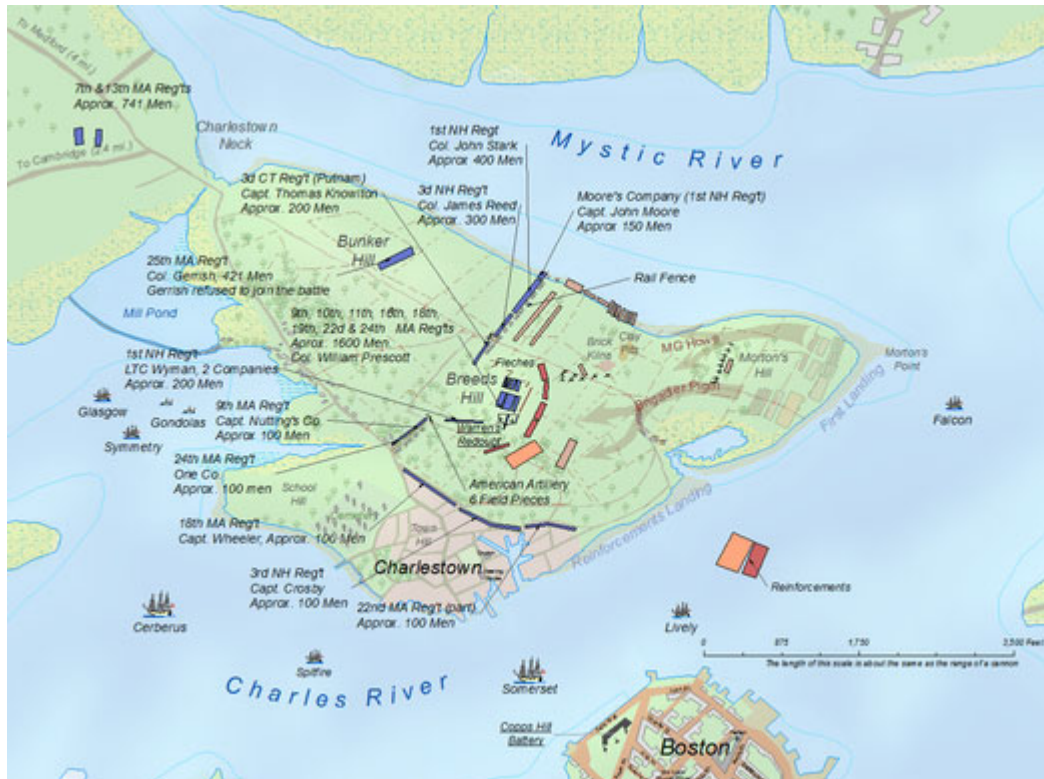 To Medford (4 mi.)
7th & 13th MA Reg'ts
Approx. 741 Men
To Cambridge (2.4 mi.)
Charlestown
Neck
1st NH Regt
Col. John Stark
Approx 400 Men
Mystic River
3d CT Reg't (Putnam)
Capt. Thomas Knowlton
Approx. 200 Men
3d NH Reg't
Col. James Reed
Approx. 300 Men
Moore's Company (1st NH Reg't)
Capt. John Moore
Approx 150 Men
Bunker
Hill
25th MA Reg't
Col. Gerrish, 421 Men
Gerrish refused to join the battle
Rail Fence
Mill Pond
9th, 10th, 11th, 16th, 18th,
19th, 22d & 24th MA Reg'ts
Aprox. 1600 Men
Col. William Prescott
Brick
Kilns
Clay
Pits
MG Howe
Morton's
Hill
Morton's
Point
1st NH Reg't
LTC Wyman, 2 Companies
Approx. 200 Men
Fleches
Breeds
Hill
Brigadier Pigot
First Landing
Glasgow
Gondolas
Symmetry
9th MA Reg't
Capt. Nutting's Co.
Approx 100 Men
Warren's
Redoubt
Falcon
24th MA Reg't
One Co.
Approx. 100 men
School
Hill
American Artillery
6 Field Pieces
18th MA Reg't
Capt. Wheeler, Approx. 100 Men
Town
Hill
Reinforcements Landing
Charlestown
3rd NH Reg't
Capt. Crosby
Approx. 100 Men
22nd MA Reg't (part)
Approx. 100 Men
Reinforcements
Cerberus
Lively
0 875 1,750 3,500 Feet
The length of this scale is about the same as the range of a cannon
Spitfire
Charles River
Somerset
Copps Hill
Battery
Boston